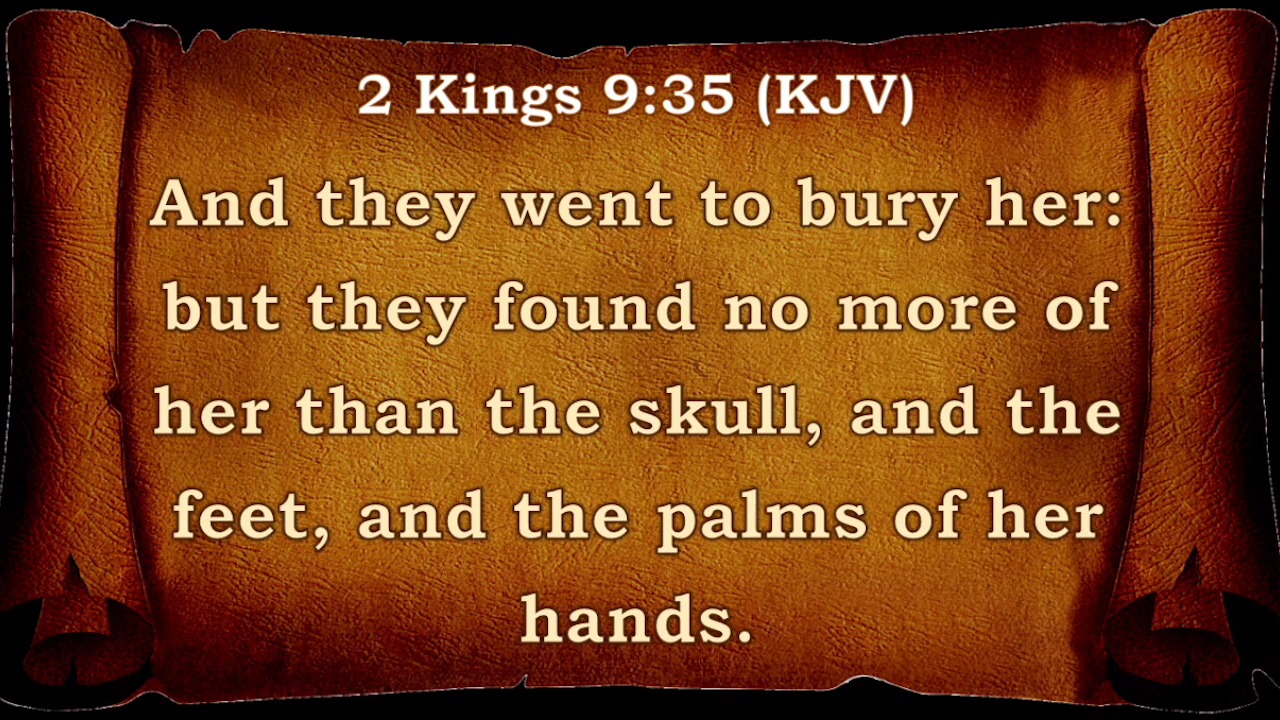 2 Kings 9:35 (KJV)
And they went to bury her:
but they found no more of
her than the skull, and the
feet, and the palms of her
hands.